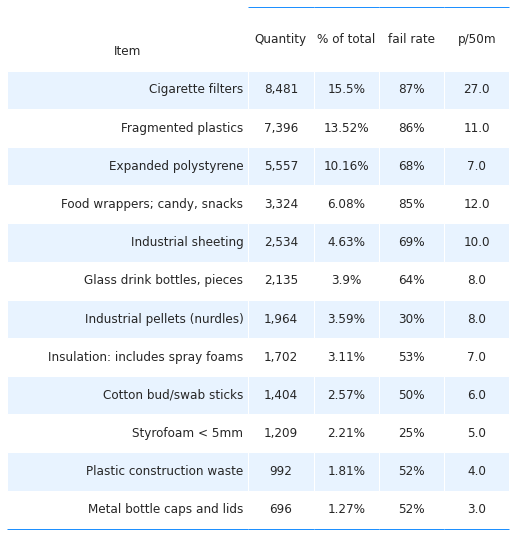 Item Quantity % of total fail rate p/50m
Cigarette filters 8,481 15.5% 87% 27.0
Fragmented plastics 7,396 13.52% 86% 11.0
Expanded polystyrene 5,557 10.16% 68% 7.0
Food wrappers; candy, snacks 3,324 6.08% 85% 12.0
Industrial sheeting 2,534 4.63% 69% 10.0
Glass drink bottles, pieces 2,135 3.9% 64% 8.0
Industrial pellets (nurdles) 1,964 3.59% 30% 8.0
Insulation: includes spray foams 1,702 3.11% 53% 7.0
Cotton bud/swab sticks 1,404 2.57% 50% 6.0
Styrofoam < 5mm 1,209 2.21% 25% 5.0
Plastic construction waste 992 1.81% 52% 4.0
Metal bottle caps and lids 696 1.27% 52% 3.0